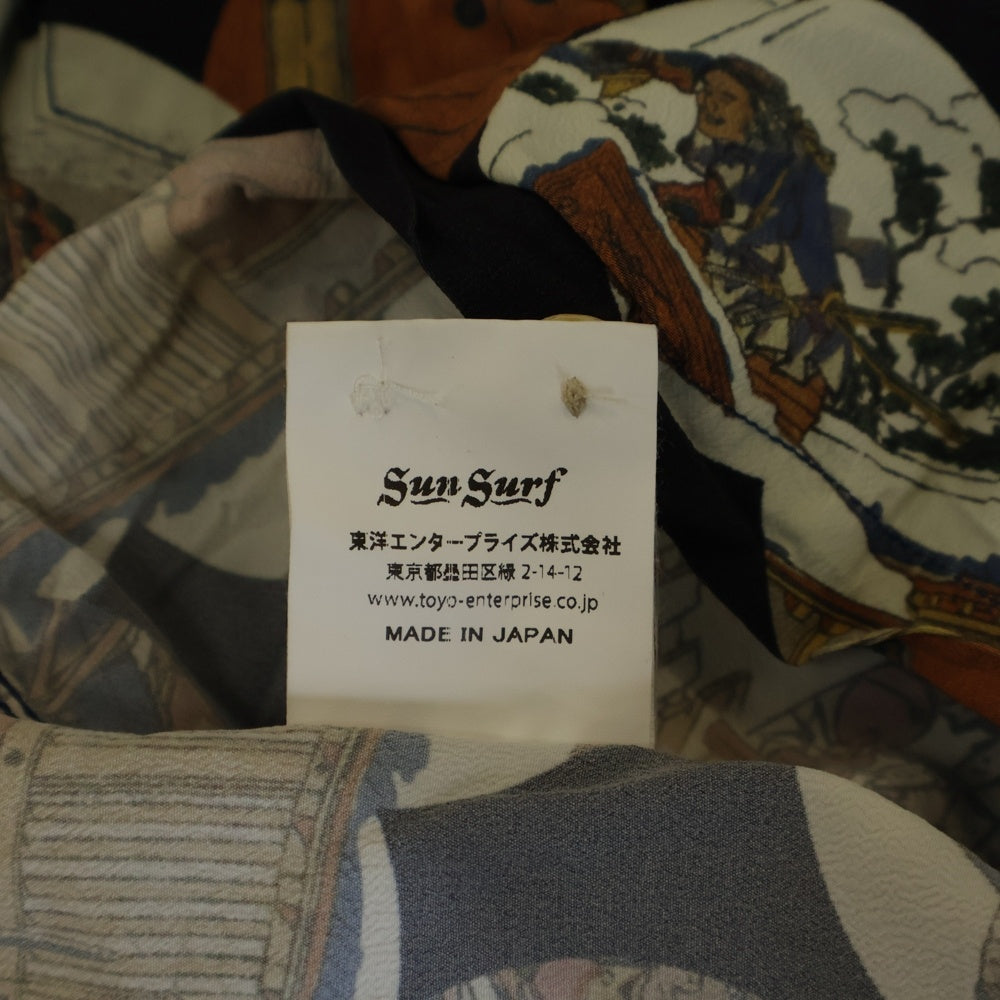 Sun Surf
東洋エンタープライズ株式会社
東京都墨田区緑 2-14-12
www.toyo-enterprise.co.jp
MADE IN JAPAN